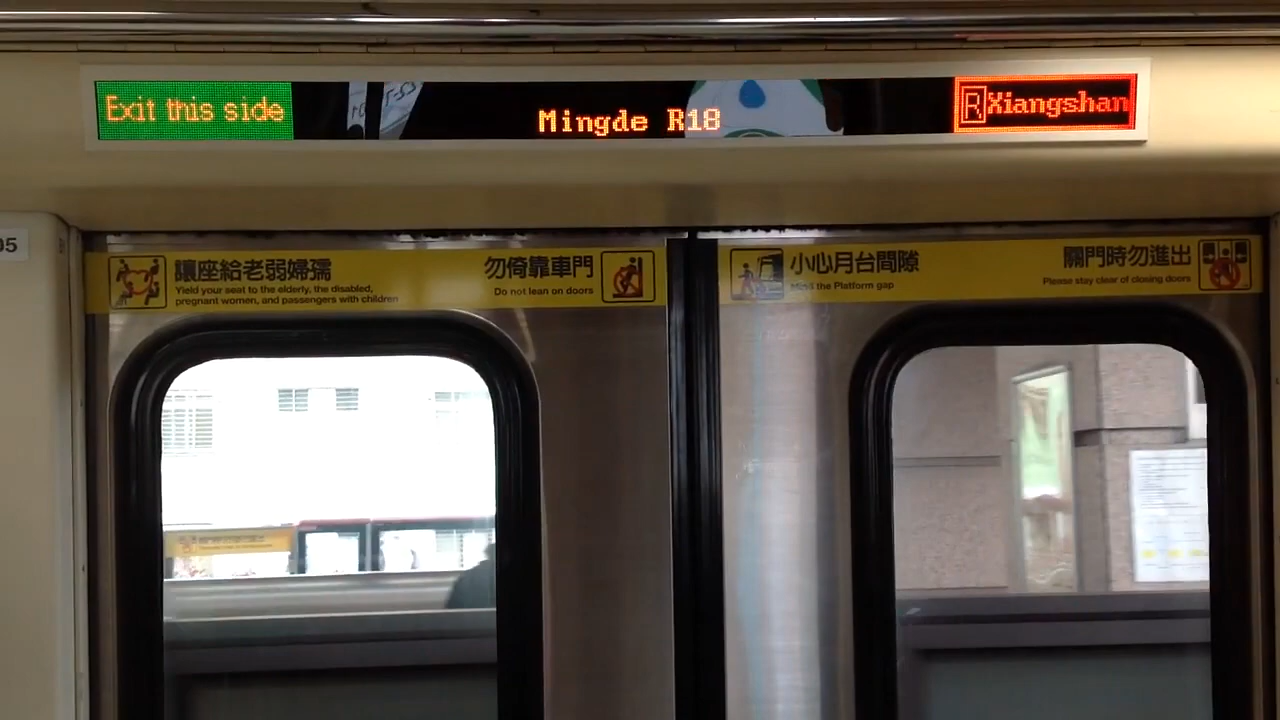 Exit this side
Mingde R18
R Xiangshan
05
讓座給老弱婦孺
Yield your seat to the elderly, the disabled,
pregnant women, and passengers with children
勿倚靠車門
Do not lean on doors
小心月台間隙
Mind the Platform gap
關門時勿進出
Please stay clear of closing doors